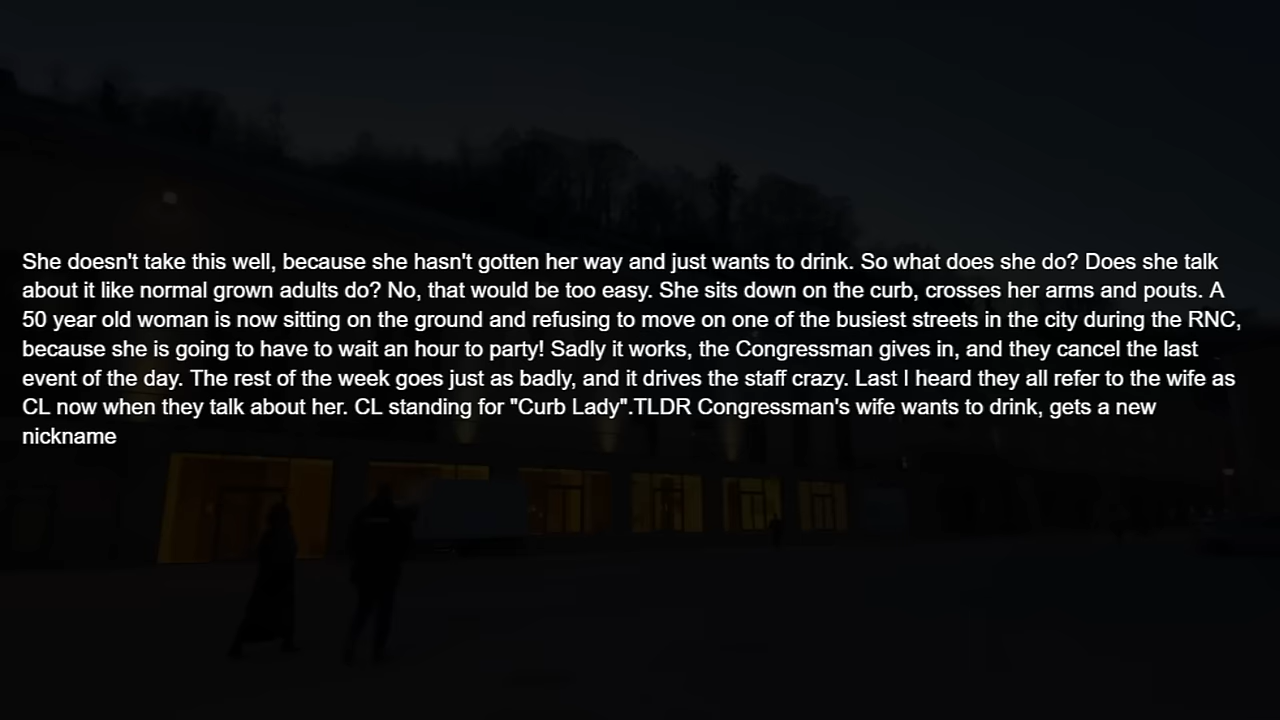 She doesn't take this well, because she hasn't gotten her way and just wants to drink. So what does she do? Does she talk
about it like normal grown adults do? No, that would be too easy. She sits down on the curb, crosses her arms and pouts. A
50 year old woman is now sitting on the ground and refusing to move on one of the busiest streets in the city during the RNC,
because she is going to have to wait an hour to party! Sadly it works, the Congressman gives in, and they cancel the last
event of the day. The rest of the week goes just as badly, and it drives the staff crazy. Last I heard they all refer to the wife as
CL now when they talk about her. CL standing for "Curb Lady".TLDR Congressman's wife wants to drink, gets a new
nickname